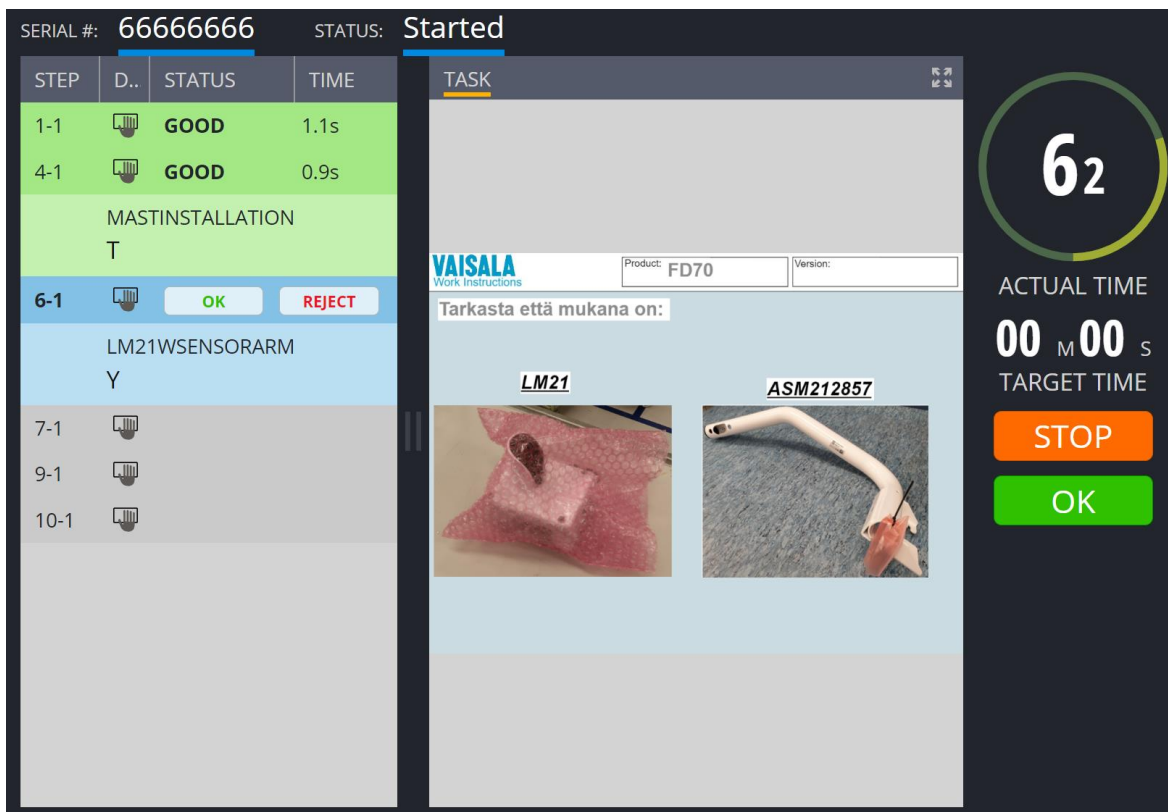 SERIAL #: 66666666 STATUS: Started
STEP D.. STATUS TIME
1-1 GOOD 1.1s
4-1 GOOD 0.9s
MASTINSTALLATION
T
6-1 OK REJECT
LM21WSENSORARM
Y
7-1
9-1
10-1
TASK
VAISALA
Work Instructions
Product: FD70
Version:
Tarkasta että mukana on:
LM21
ASM212857
62
ACTUAL TIME
00 M 00 S
TARGET TIME
STOP
OK